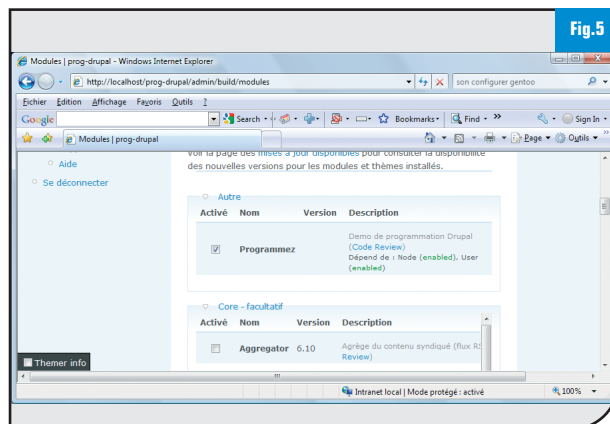 Fig.5
Modules | prog-drupal - Windows Internet Explorer
http://localhost/prog-drupal/admin/build/modules
son configurer gentoo
Fichier Edition Affichage Favoris Outils ?
Google Search Bookmarks Check Find Sign In
Modules | prog-drupal Page Outils
Aide
Se déconnecter
Voir la page des mises à jour disponibles pour consulter la disponibilité
des nouvelles versions pour les modules et thèmes installés.
Autre
Activé Nom Version Description
Programmez
Demo de programmation Drupal
(Code Review)
Dépend de : Node (enabled), User
(enabled)
Core - facultatif
Activé Nom Version Description
Aggregator 6.10 Agrège du contenu syndiqué (flux RS
Review)
Themer info
Intranet local | Mode protégé : activé 100%